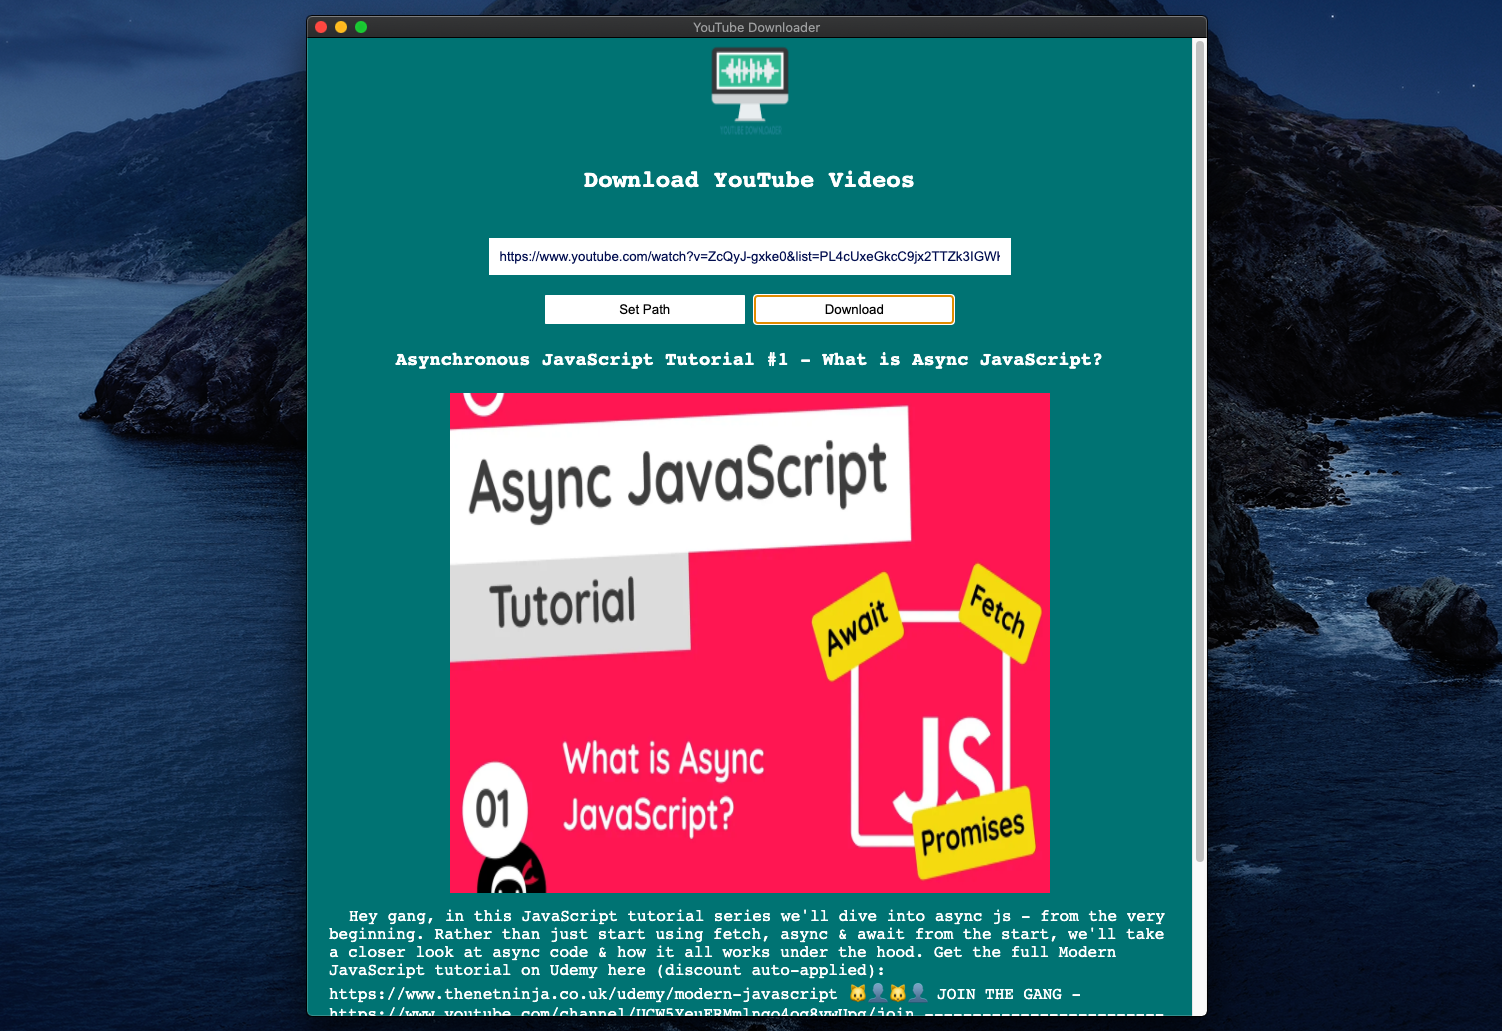 YouTube Downloader
YOUTUBE DOWNLOADER
Download YouTube Videos
https://www.youtube.com/watch?v=ZcQyJ-gxke0&list=PL4cUxeGkcC9jx2TTZk3IGWK
Set Path Download
Asynchronous JavaScript Tutorial #1 - What is Async JavaScript?
Async JavaScript
Tutorial
Await
Fetch
JS
Promises
What is Async
JavaScript?
01
Hey gang, in this JavaScript tutorial series we'll dive into async js - from the very
beginning. Rather than just start using fetch, async & await from the start, we'll take
a closer look at async code & how it all works under the hood. Get the full Modern
JavaScript tutorial on Udemy here (discount auto-applied):
https://www.thenetninja.co.uk/udemy/modern-javascript 🐱👤🐱👤 JOIN THE GANG -